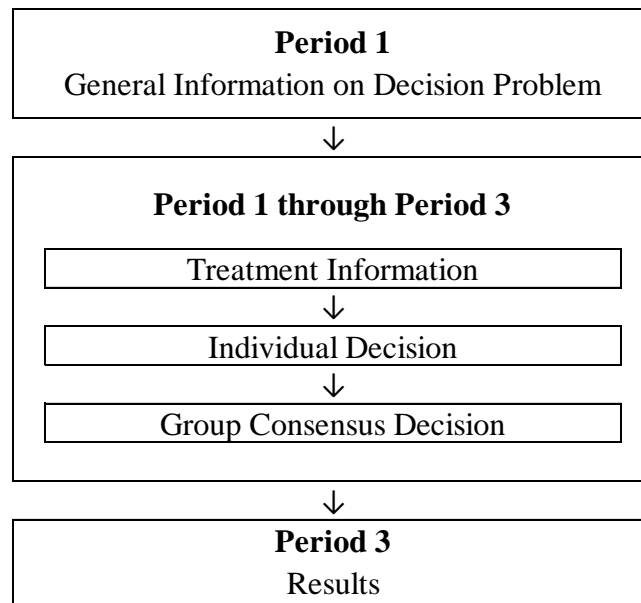 Period 1
General Information on Decision Problem
↓
Period 1 through Period 3
Treatment Information
↓
Individual Decision
↓
Group Consensus Decision
↓
Period 3
Results